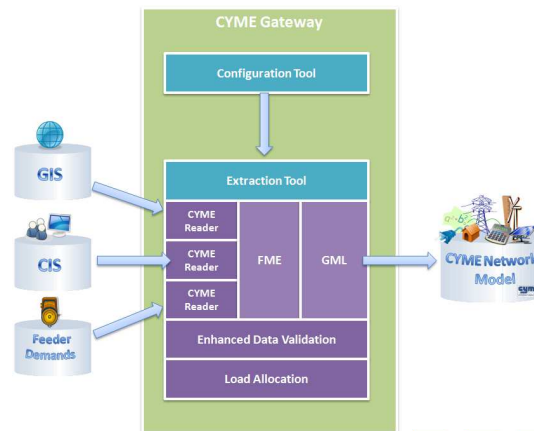 CYME Gateway
Configuration Tool
Extraction Tool
GIS
CIS
Feeder
Demands
CYME
Reader
CYME
Reader
CYME
Reader
FME
GML
Enhanced Data Validation
Load Allocation
CYME Network
Model
cyme